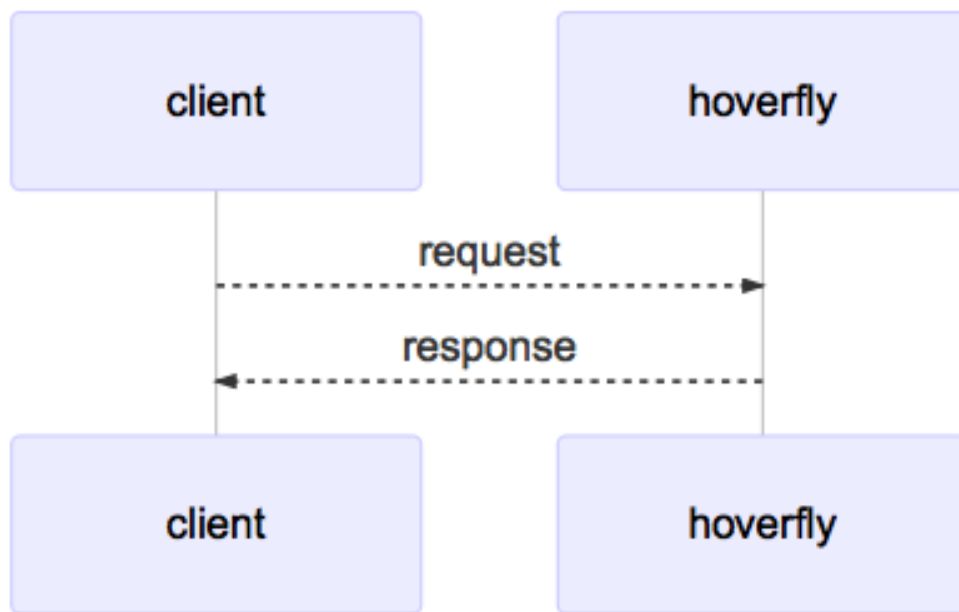 client
hoverfly
request
response
client
hoverfly